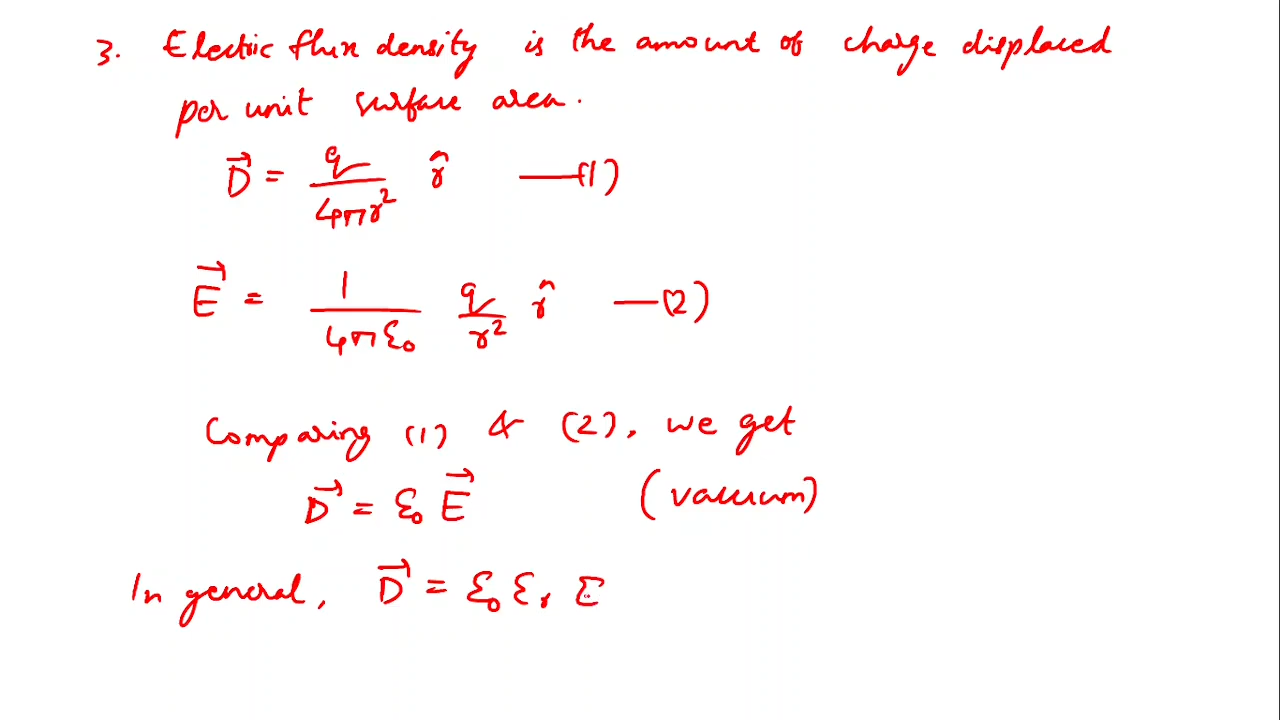 3. Electric flux density is the amount of charge displaced
per unit surface area.
D⃗ = q/4πr² r̂ —(1)
E⃗ = 1/4πε₀ q/r² r̂ —(2)
Comparing (1) & (2), we get
D⃗ = ε₀ E⃗ (vacuum)
In general, D⃗ = ε₀ εᵣ E